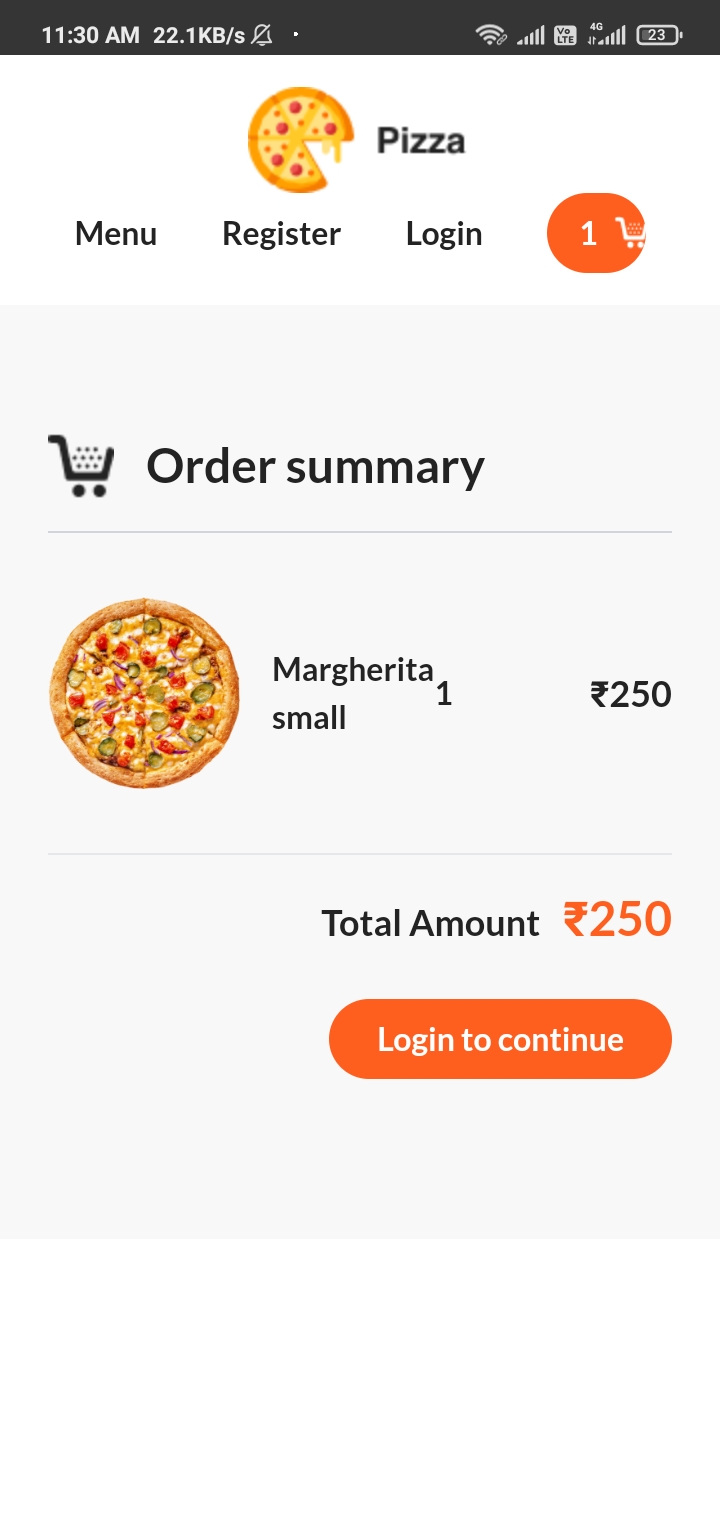 11:30 AM 22.1KB/s Vo LTE 4G 23
Pizza
Menu Register Login 1
Order summary
Margherita
small
1
₹250
Total Amount ₹250
Login to continue